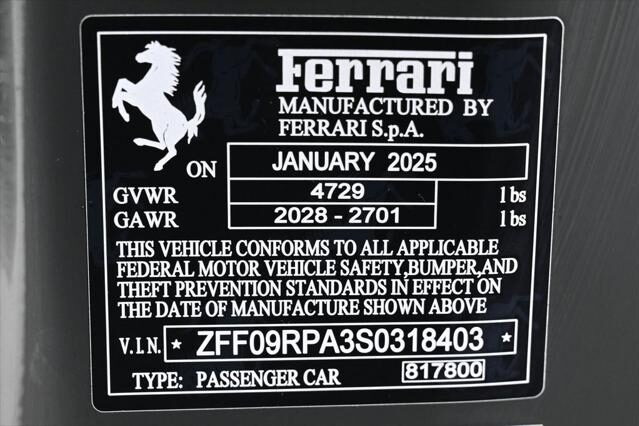 Ferrari
MANUFACTURED BY
FERRARI S.p.A.
ON JANUARY 2025
GVWR 4729 lbs
GAWR 2028 - 2701 lbs
THIS VEHICLE CONFORMS TO ALL APPLICABLE
FEDERAL MOTOR VEHICLE SAFETY,BUMPER,AND
THEFT PREVENTION STANDARDS IN EFFECT ON
THE DATE OF MANUFACTURE SHOWN ABOVE
V.I.N. * ZFF09RPA3S0318403 *
TYPE: PASSENGER CAR 817800